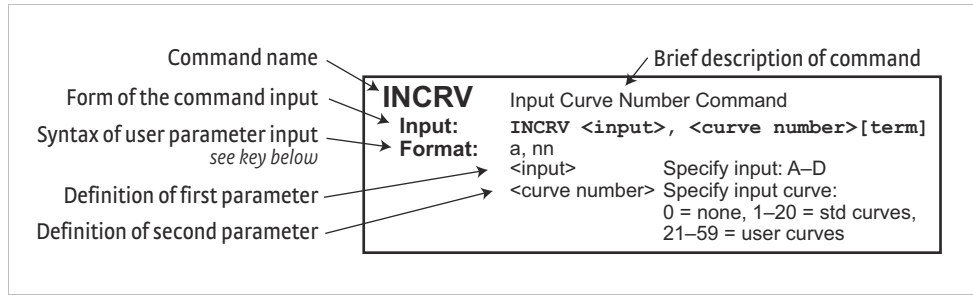 Command name
Brief description of command
Form of the command input
INCRV Input Curve Number Command
Syntax of user parameter input
see key below
Input: INCRV <input>, <curve number>[term]
Format: a, nn
Definition of first parameter
<input> Specify input: A–D
Definition of second parameter
<curve number> Specify input curve:
0 = none, 1–20 = std curves,
21–59 = user curves